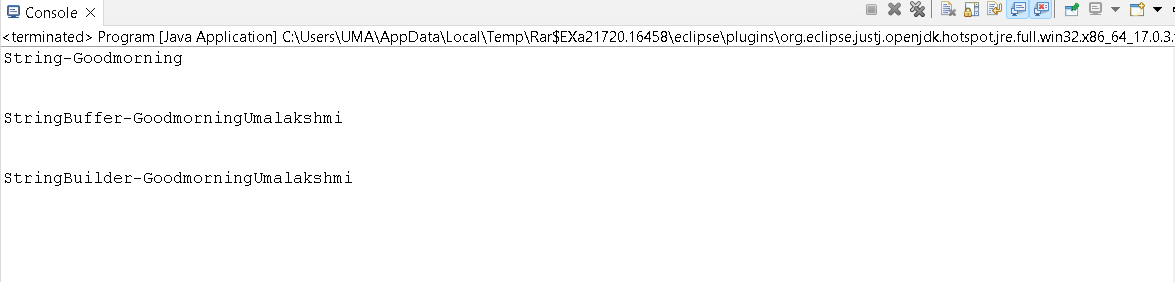 Console
<terminated> Program [Java Application] C:\Users\UMA\AppData\Local\Temp\Rar$EXa21720.16458\eclipse\plugins\org.eclipse.justj.openjdk.hotspot.jre.full.win32.x86_64_17.0.3.
String-Goodmorning
StringBuffer-GoodmorningUmalakshmi
StringBuilder-GoodmorningUmalakshmi